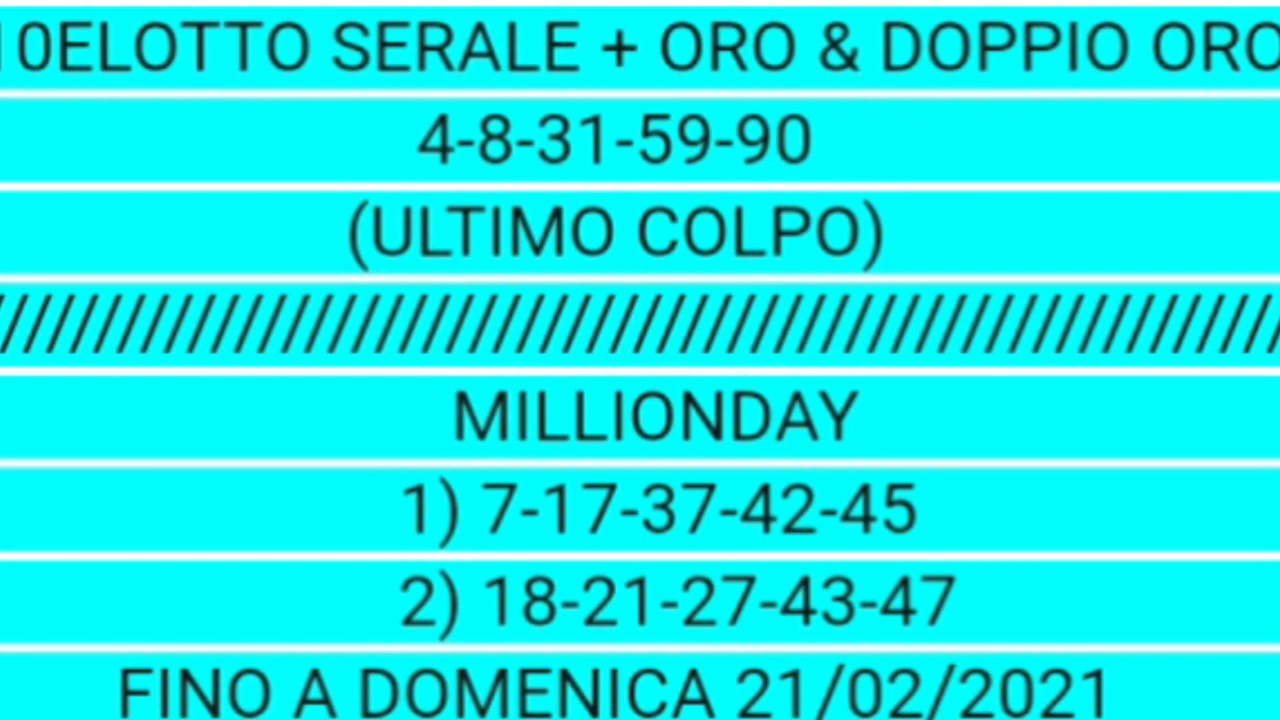 10ELOTTO SERALE + ORO & DOPPIO ORO
4-8-31-59-90
(ULTIMO COLPO)
//////////////////////////////////////////////////////
MILLIONDAY
1) 7-17-37-42-45
2) 18-21-27-43-47
FINO A DOMENICA 21/02/2021